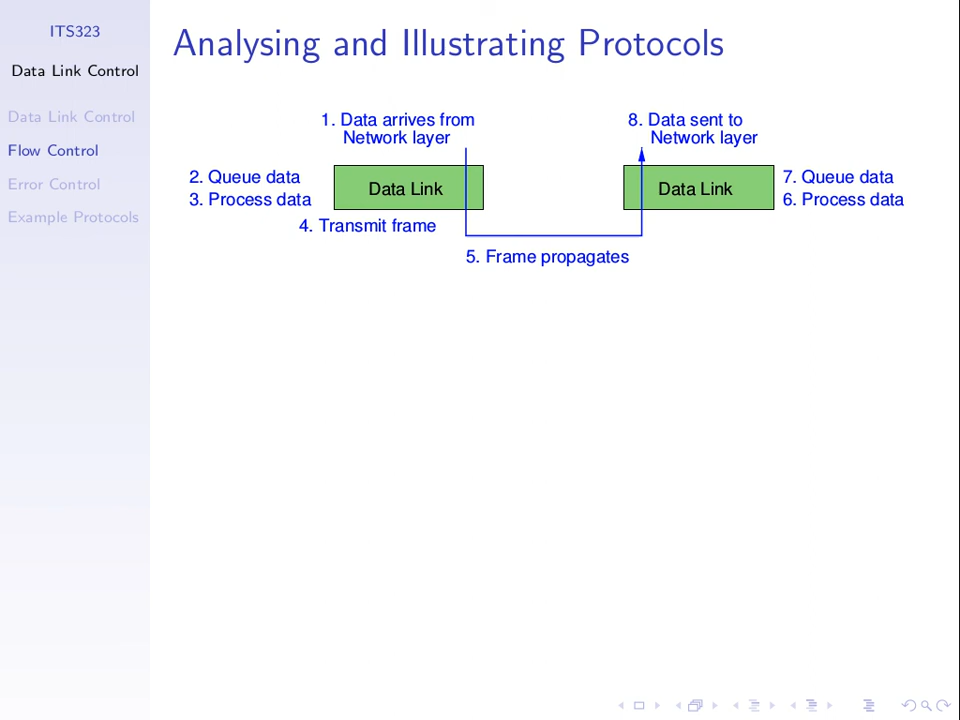 ITS323
Data Link Control
Data Link Control
Flow Control
Error Control
Example Protocols
Analysing and Illustrating Protocols
1. Data arrives from
Network layer
8. Data sent to
Network layer
2. Queue data
3. Process data
Data Link
4. Transmit frame
5. Frame propagates
Data Link
7. Queue data
6. Process data